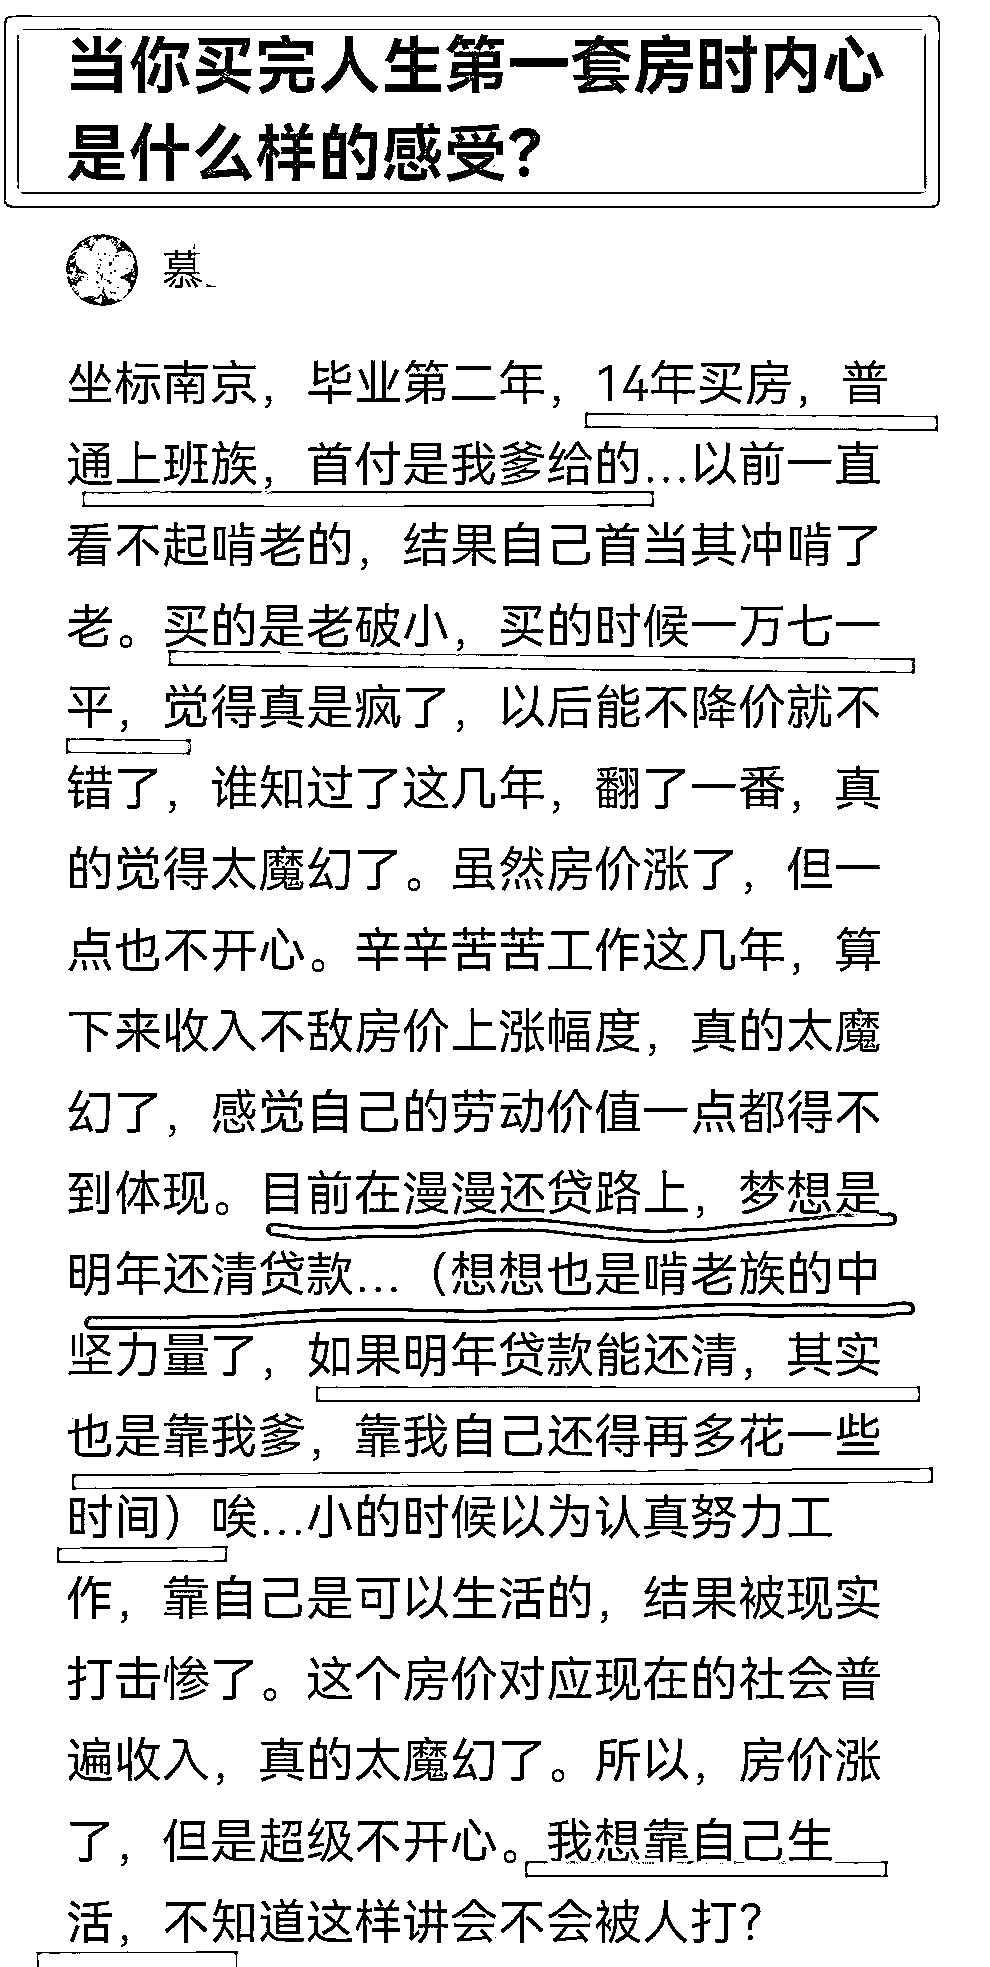 当你买完人生第一套房时内心
是什么样的感受？
慕
坐标南京，毕业第二年，14年买房，普
通上班族，首付是我爹给的...以前一直
看不起啃老的，结果自己首当其冲啃了
老。买的是老破小，买的时候一万七一
平，觉得真是疯了，以后能不降价就不
错了，谁知过了这几年，翻了一番，真
的觉得太魔幻了。虽然房价涨了，但一
点也不开心。辛辛苦苦工作这几年，算
下来收入不敌房价上涨幅度，真的太魔
幻了，感觉自己的劳动价值一点都得不
到体现。目前在漫漫还贷路上，梦想是
明年还清贷款...（想想也是啃老族的中
坚力量了，如果明年贷款能还清，其实
也是靠我爹，靠我自己还得再多花一些
时间）唉...小的时候以为认真努力工
作，靠自己是可以生活的，结果被现实
打击惨了。这个房价对应现在的社会普
遍收入，真的太魔幻了。所以，房价涨
了，但是超级不开心。我想靠自己生
活，不知道这样讲会不会被人打？